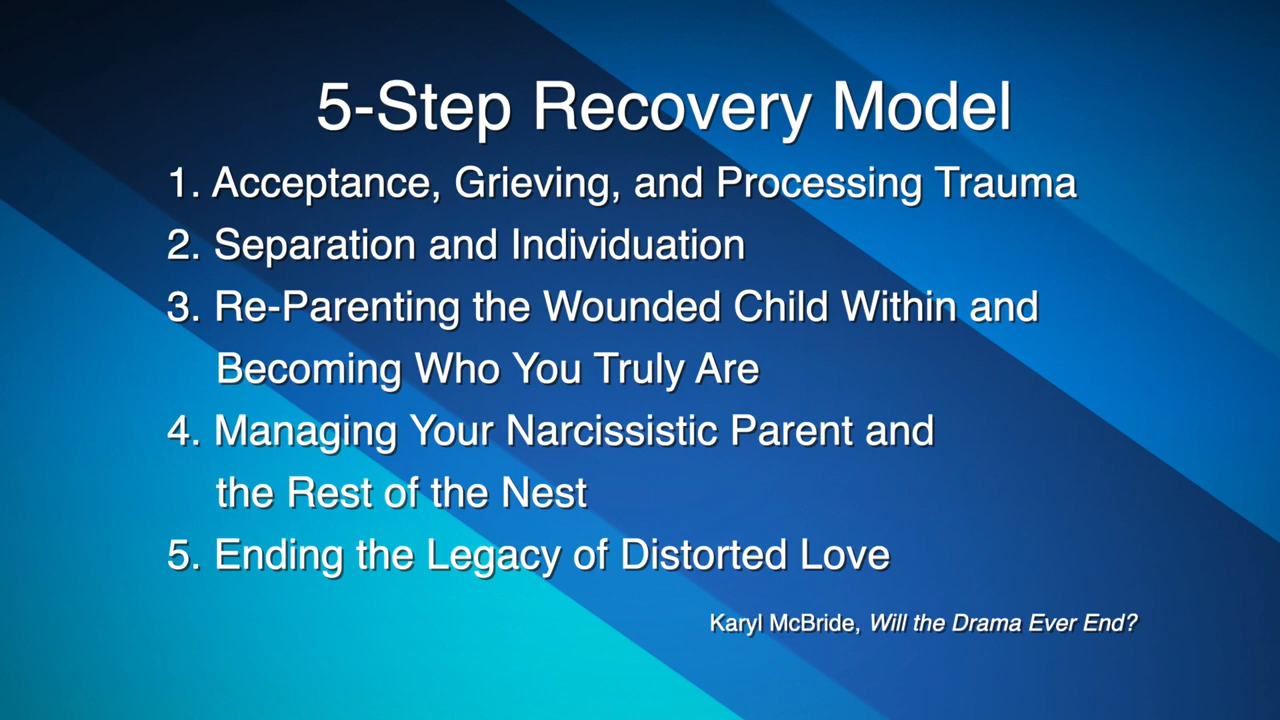 5-Step Recovery Model
1. Acceptance, Grieving, and Processing Trauma
2. Separation and Individuation
3. Re-Parenting the Wounded Child Within and
Becoming Who You Truly Are
4. Managing Your Narcissistic Parent and
the Rest of the Nest
5. Ending the Legacy of Distorted Love
Karyl McBride, Will the Drama Ever End?